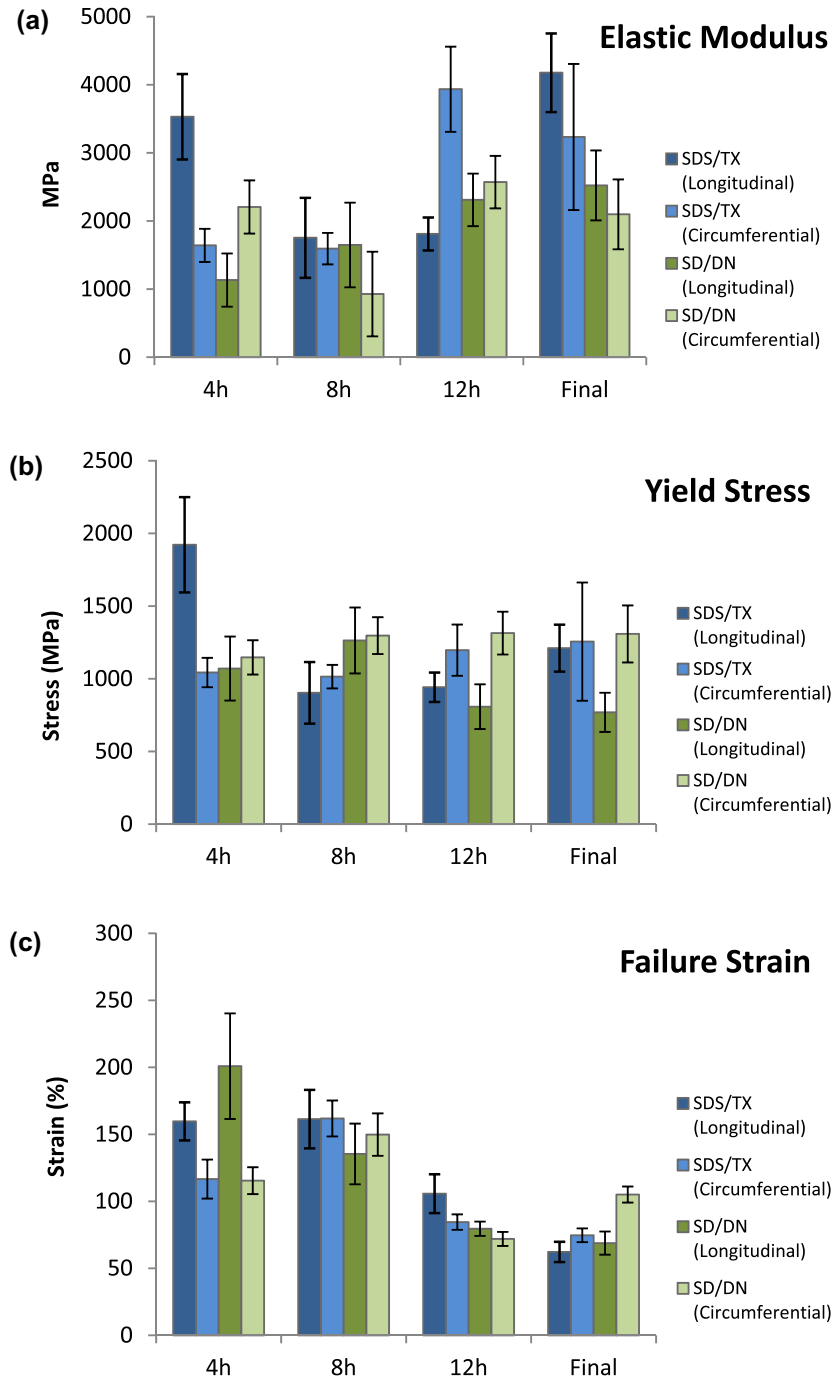 (a)
Elastic Modulus
5000
4000
3000
2000
1000
0
MPa
4h
8h
12h
Final
SDS/TX
(Longitudinal)
SDS/TX
(Circumferential)
SD/DN
(Longitudinal)
SD/DN
(Circumferential)
(b)
Yield Stress
2500
2000
1500
1000
500
0
Stress (MPa)
4h
8h
12h
Final
SDS/TX
(Longitudinal)
SDS/TX
(Circumferential)
SD/DN
(Longitudinal)
SD/DN
(Circumferential)
(c)
Failure Strain
300
250
200
150
100
50
0
Strain (%)
4h
8h
12h
Final
SDS/TX
(Longitudinal)
SDS/TX
(Circumferential)
SD/DN
(Longitudinal)
SD/DN
(Circumferential)